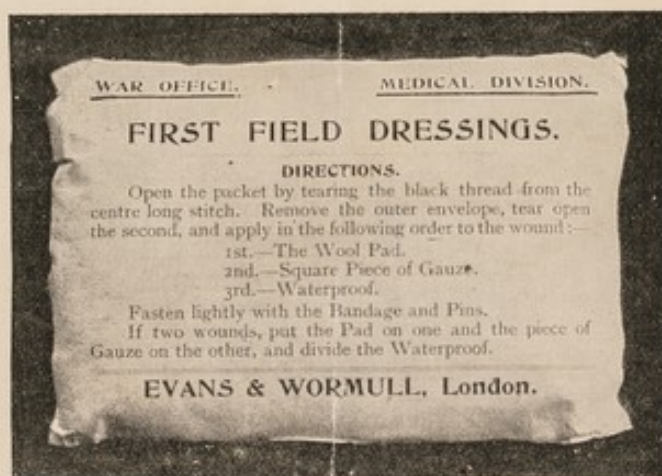 WAR OFFICE. MEDICAL DIVISION.
FIRST FIELD DRESSINGS.
DIRECTIONS.
Open the packet by tearing the black thread from the
centre long stitch. Remove the outer envelope, tear open
the second, and apply in the following order to the wound:—
1st.—The Wool Pad.
2nd.—Square Piece of Gauze.
3rd.—Waterproof.
Fasten lightly with the Bandage and Pins.
If two wounds, put the Pad on one and the piece of
Gauze on the other, and divide the Waterproof.
EVANS & WORMULL, London.